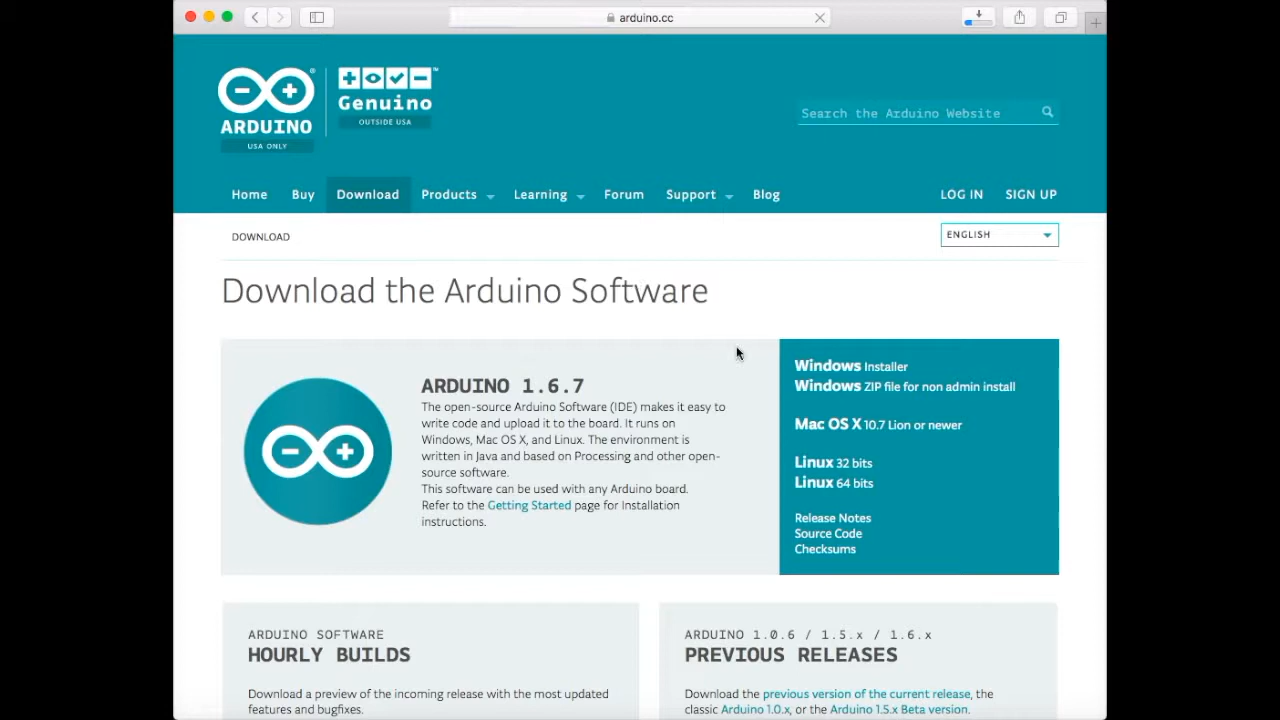 arduino.cc
ARDUINO
USA ONLY
Genuino
OUTSIDE USA
Search the Arduino Website
Home Buy Download Products Learning Forum Support Blog LOG IN SIGN UP
DOWNLOAD
ENGLISH
Download the Arduino Software
ARDUINO 1.6.7
The open-source Arduino Software (IDE) makes it easy to
write code and upload it to the board. It runs on
Windows, Mac OS X, and Linux. The environment is
written in Java and based on Processing and other open-
source software.
This software can be used with any Arduino board.
Refer to the Getting Started page for Installation
instructions.
Windows Installer
Windows ZIP file for non admin install
Mac OS X 10.7 Lion or newer
Linux 32 bits
Linux 64 bits
Release Notes
Source Code
Checksums
ARDUINO SOFTWARE
HOURLY BUILDS
Download a preview of the incoming release with the most updated
features and bugfixes.
ARDUINO 1.0.6 / 1.5.x / 1.6.x
PREVIOUS RELEASES
Download the previous version of the current release, the
classic Arduino 1.0.x, or the Arduino 1.5.x Beta version.